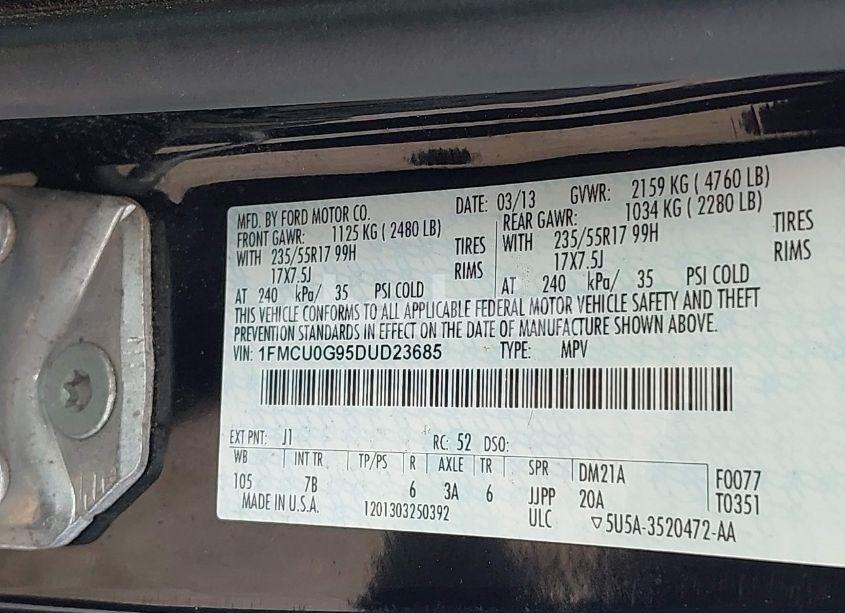 MFD. BY FORD MOTOR CO. DATE: 03/13 GVWR: 2159 KG ( 4760 LB)
FRONT GAWR: 1125 KG ( 2480 LB) REAR GAWR: 1034 KG ( 2280 LB)
WITH 235/55R17 99H TIRES WITH 235/55R17 99H TIRES
17X7.5J RIMS 17X7.5J RIMS
AT 240 kPa/ 35 PSI COLD AT 240 kPa/ 35 PSI COLD
THIS VEHICLE CONFORMS TO ALL APPLICABLE FEDERAL MOTOR VEHICLE SAFETY AND THEFT
PREVENTION STANDARDS IN EFFECT ON THE DATE OF MANUFACTURE SHOWN ABOVE.
VIN: 1FMCU0G95DUD23685 TYPE: MPV
EXT PNT: J1 RC: 52 DSO:
WB INT TR TP/PS R AXLE TR SPR DM21A F0077
105 7B 6 3A 6 JJPP 20A T0351
MADE IN U.S.A. 1201303250392 ULC ▽5U5A-3520472-AA